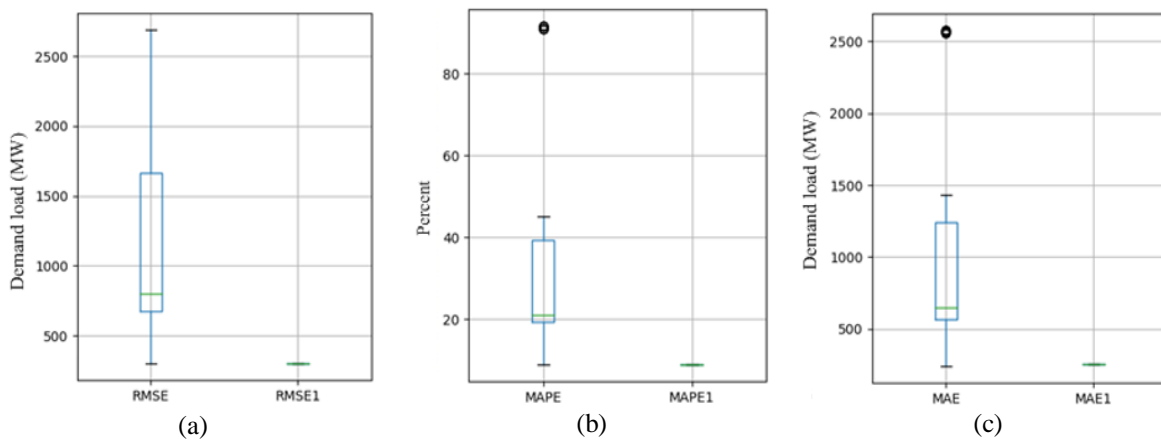 Demand load (MW)
2500
2000
1500
1000
500
RMSE RMSE1
(a)
Percent
80
60
40
20
MAPE MAPE1
(b)
Demand load (MW)
2500
2000
1500
1000
500
MAE MAE1
(c)